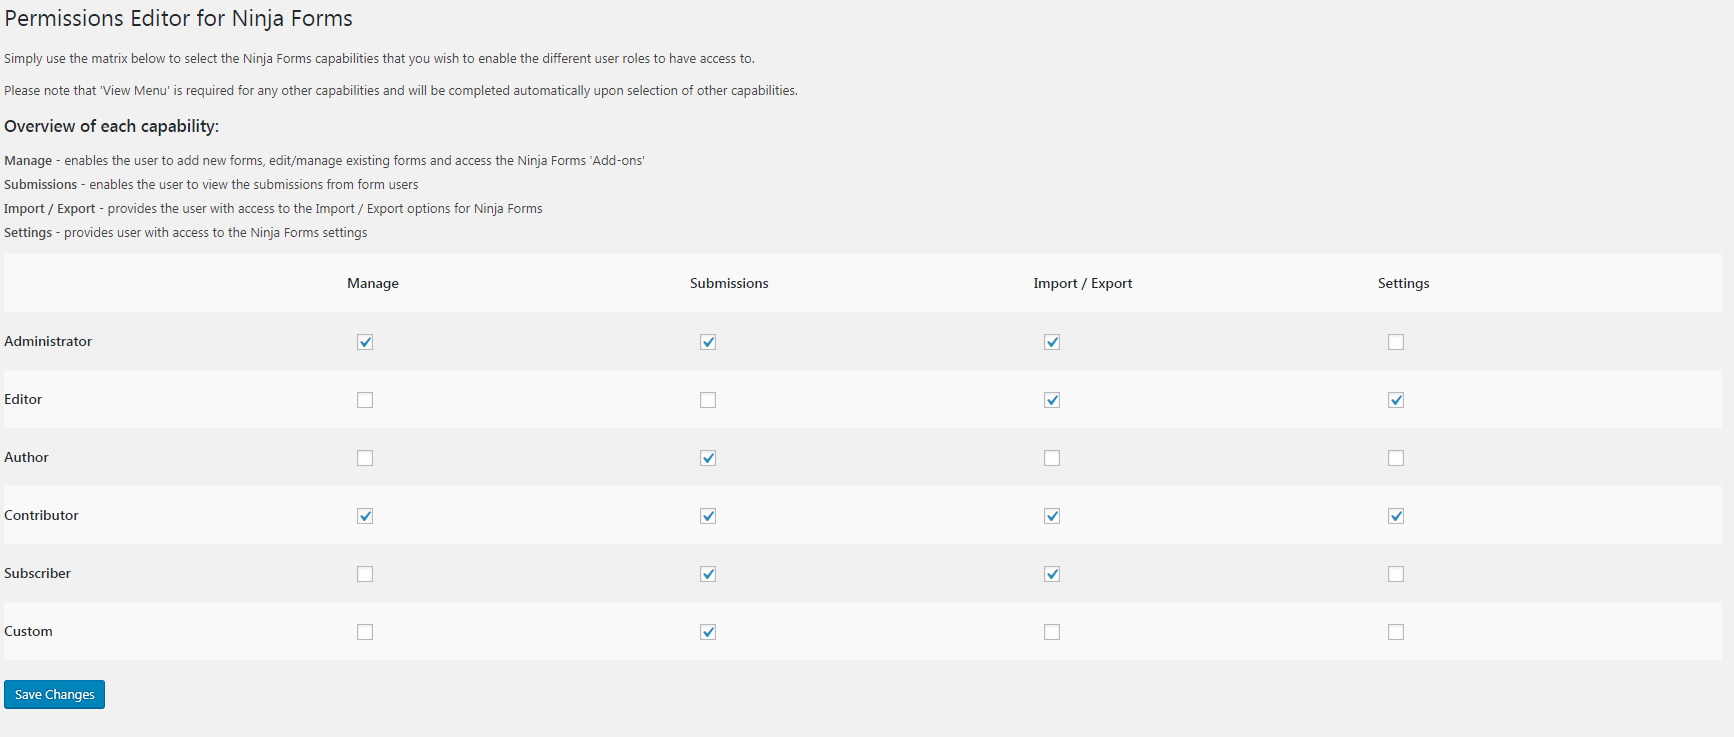 Permissions Editor for Ninja Forms
Simply use the matrix below to select the Ninja Forms capabilities that you wish to enable the different user roles to have access to.
Please note that 'View Menu' is required for any other capabilities and will be completed automatically upon selection of other capabilities.
Overview of each capability:
Manage - enables the user to add new forms, edit/manage existing forms and access the Ninja Forms 'Add-ons'
Submissions - enables the user to view the submissions from form users
Import / Export - provides the user with access to the Import / Export options for Ninja Forms
Settings - provides user with access to the Ninja Forms settings
Manage Submissions Import / Export Settings
Administrator
Editor
Author
Contributor
Subscriber
Custom
Save Changes